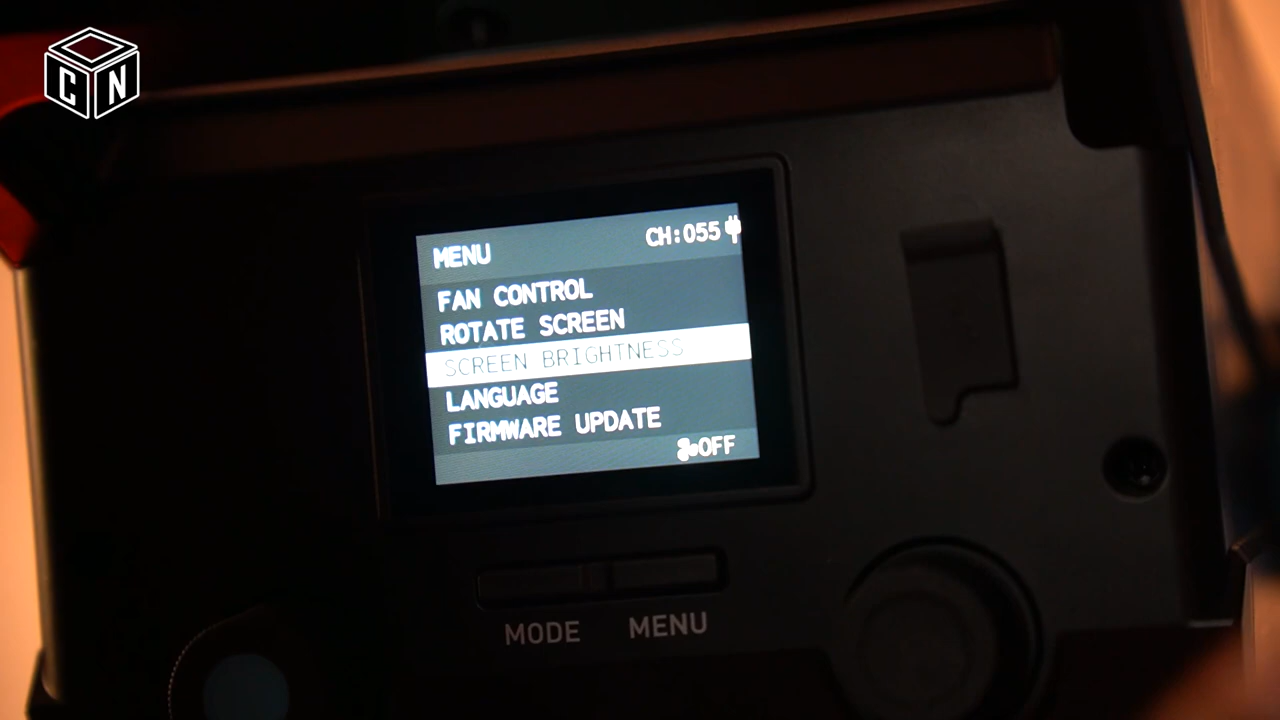 C N
MENU CH:055
FAN CONTROL
ROTATE SCREEN
SCREEN BRIGHTNESS
LANGUAGE
FIRMWARE UPDATE
OFF
MODE MENU